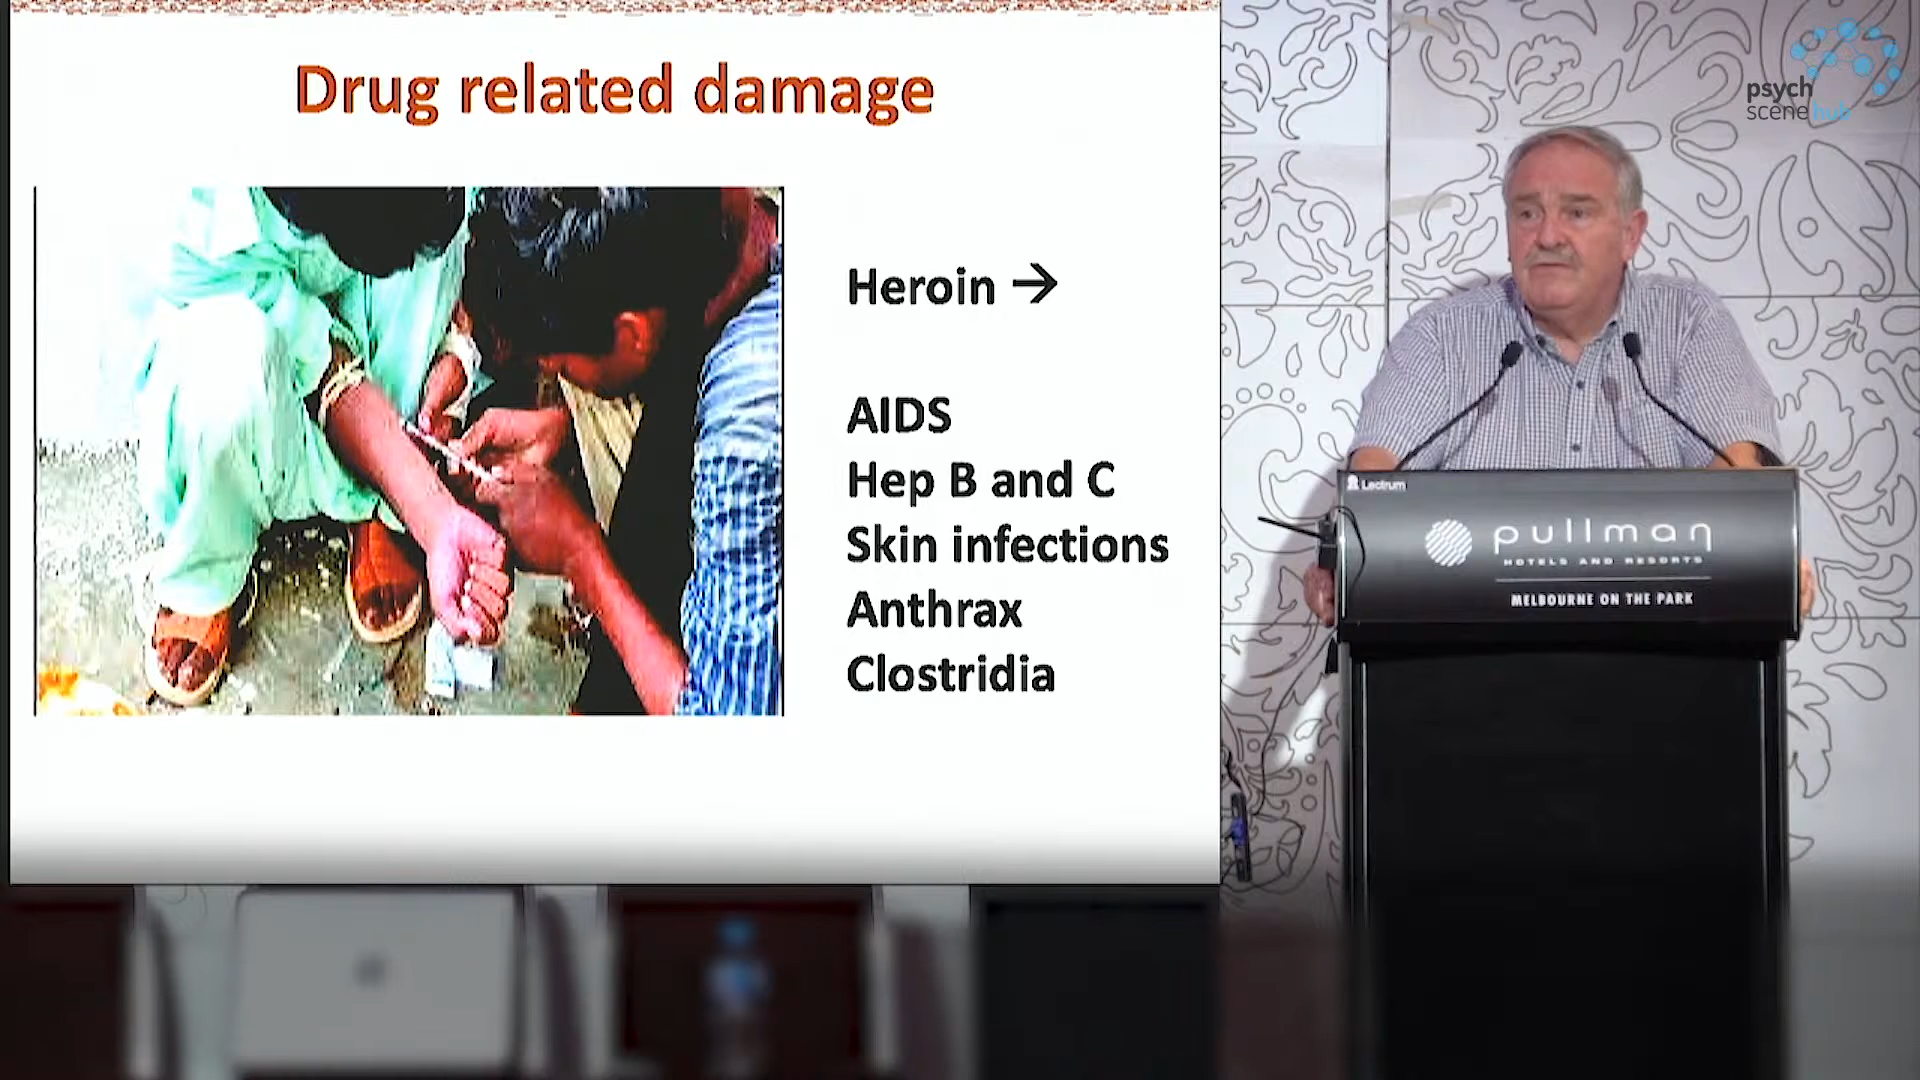 Drug related damage
Heroin →
AIDS
Hep B and C
Skin infections
Anthrax
Clostridia
psych
scene hub
Lectrum
pullman
HOTELS AND RESORTS
MELBOURNE ON THE PARK